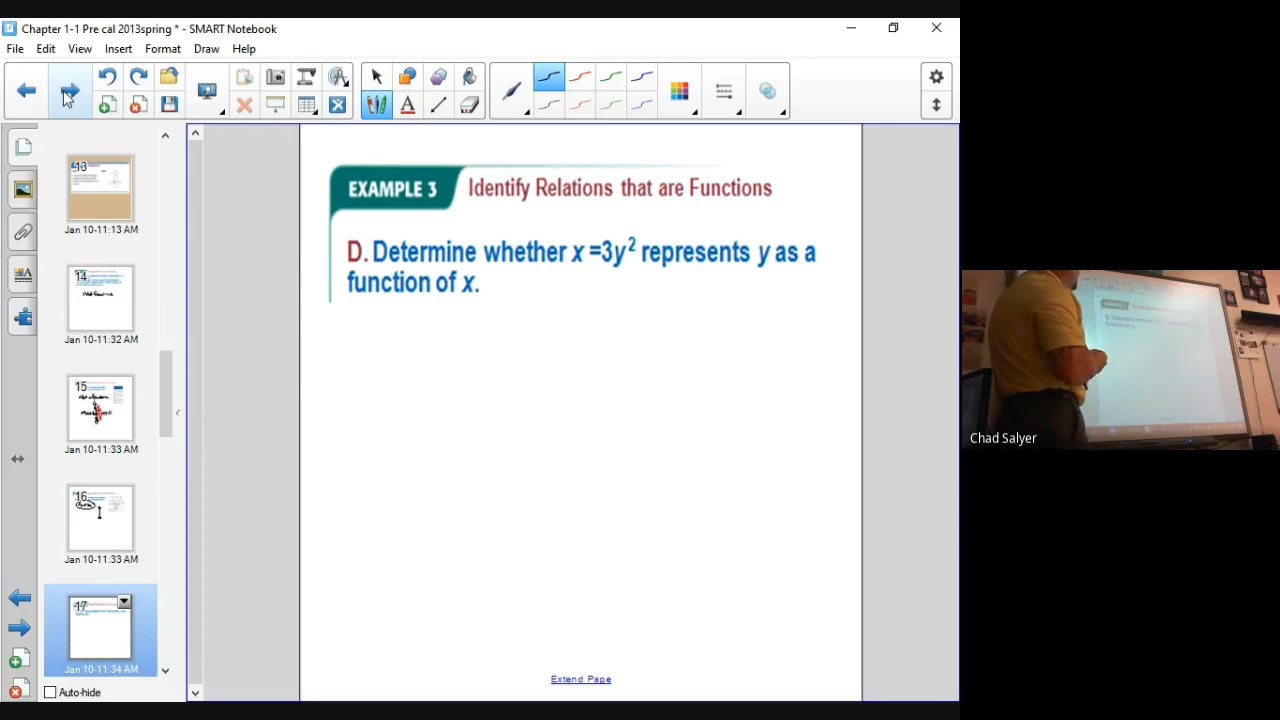 Chapter 1-1 Pre cal 2013spring * - SMART Notebook
File Edit View Insert Format Draw Help
13
Jan 10-11:13 AM
14
Jan 10-11:32 AM
15
Jan 10-11:33 AM
16
Jan 10-11:33 AM
17
Jan 10-11:34 AM
Auto-hide
EXAMPLE 3 Identify Relations that are Functions
D. Determine whether x =3y² represents y as a
function of x.
Extend Page
Chad Salyer